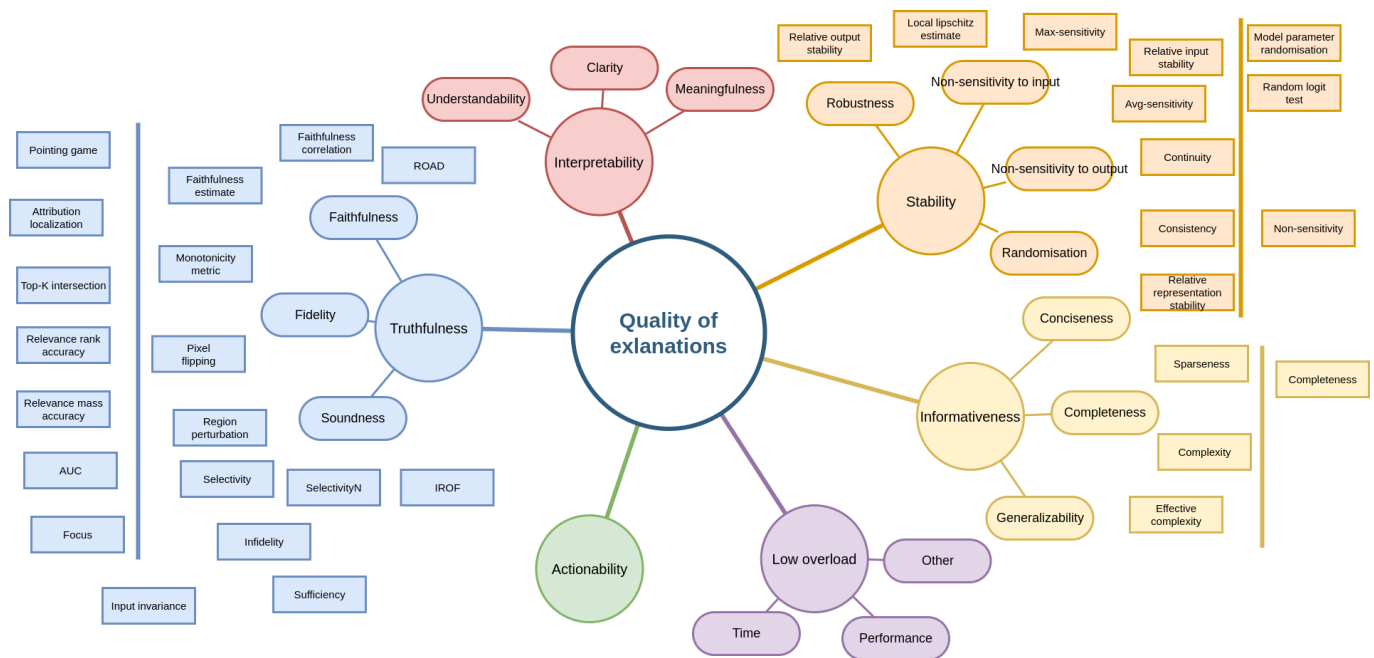 Quality of
exlanations
Interpretability
Understandability
Clarity
Meaningfulness
Stability
Robustness
Non-sensitivity to input
Non-sensitivity to output
Randomisation
Relative output
stability
Local lipschitz
estimate
Max-sensitivity
Relative input
stability
Avg-sensitivity
Continuity
Consistency
Relative
representation
stability
Model parameter
randomisation
Random logit
test
Non-sensitivity
Informativeness
Conciseness
Completeness
Generalizability
Sparseness
Complexity
Effective
complexity
Completeness
Low overload
Other
Performance
Time
Actionability
Truthfulness
Faithfulness
Fidelity
Soundness
Faithfulness
correlation
ROAD
Faithfulness
estimate
Monotonicity
metric
Pixel
flipping
Region
perturbation
Selectivity
SelectivityN
IROF
Infidelity
Sufficiency
Pointing game
Attribution
localization
Top-K intersection
Relevance rank
accuracy
Relevance mass
accuracy
AUC
Focus
Input invariance